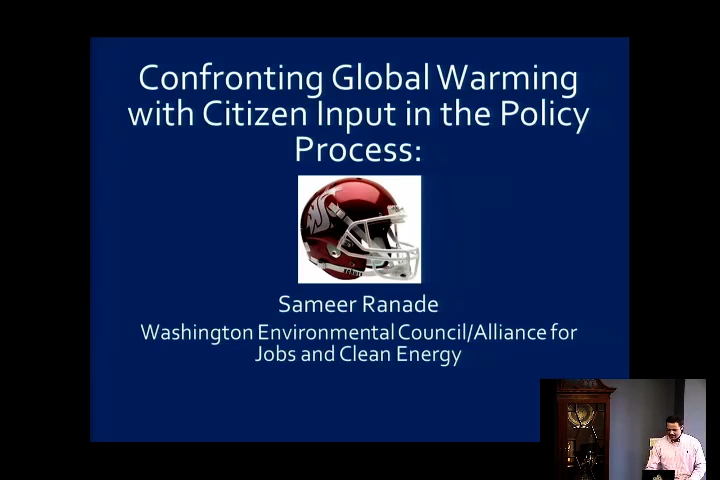 Confronting Global Warming
with Citizen Input in the Policy
Process:
Sameer Ranade
Washington Environmental Council/Alliance for
Jobs and Clean Energy